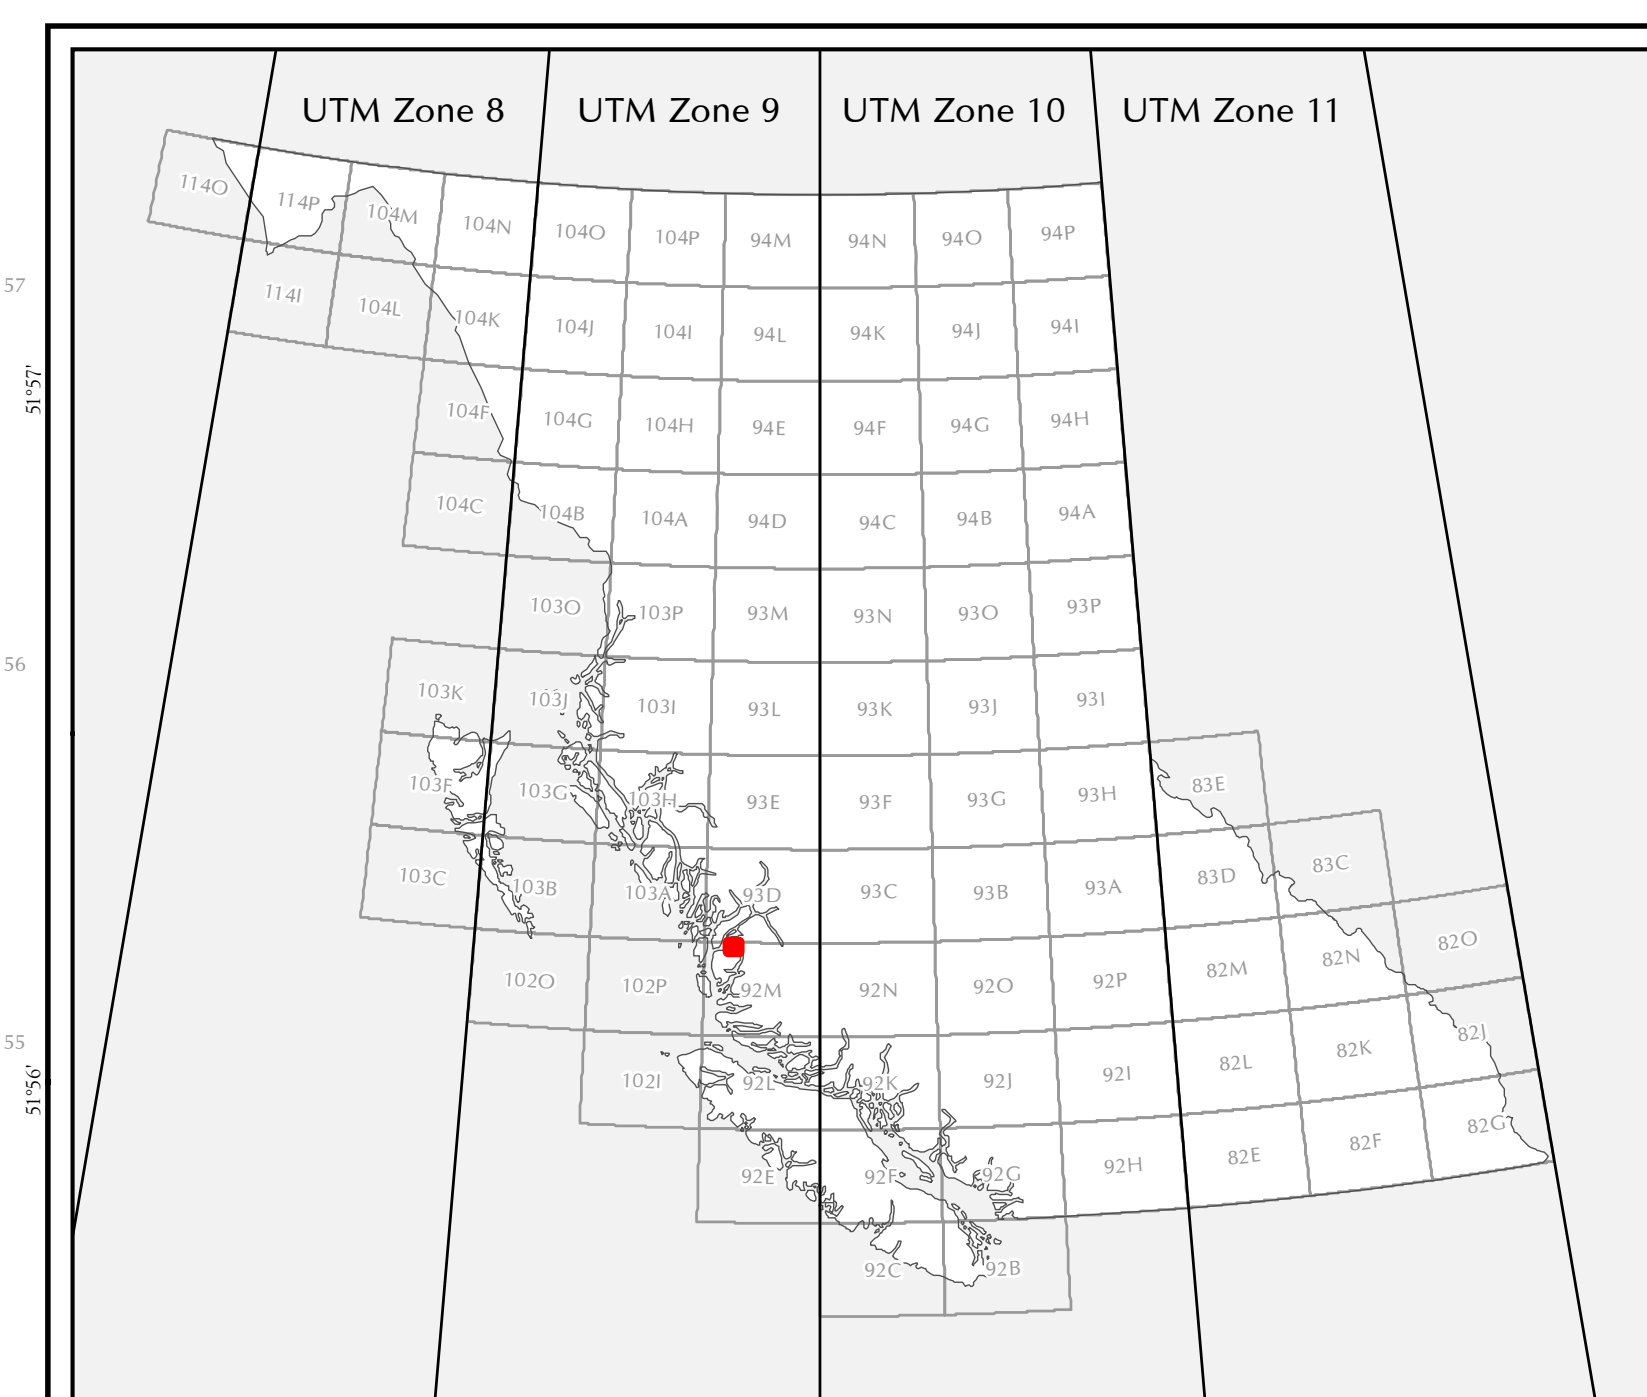 UTM Zone 8 UTM Zone 9 UTM Zone 10 UTM Zone 11
114O 114P 104M 104N 104O 104P 94M 94N 94O 94P
57
114I 104L 104K 104J 104I 94L 94K 94J 94I
51°57'
104F 104G 104H 94E 94F 94G 94H
104C 104B 104A 94D 94C 94B 94A
103O 103P 93M 93N 93O 93P
56
103K 103J 103I 93L 93K 93J 93I
103F 103G 103H 93E 93F 93G 93H 83E
103C 103B 103A 93D 93C 93B 93A 83D 83C
102O 102P 92M 92N 92O 92P 82M 82N 82O
55
51°56'
102I 92L 92K 92J 92I 82L 82K 82J
92E 92F 92G 92H 82E 82F 82G
92C 92B